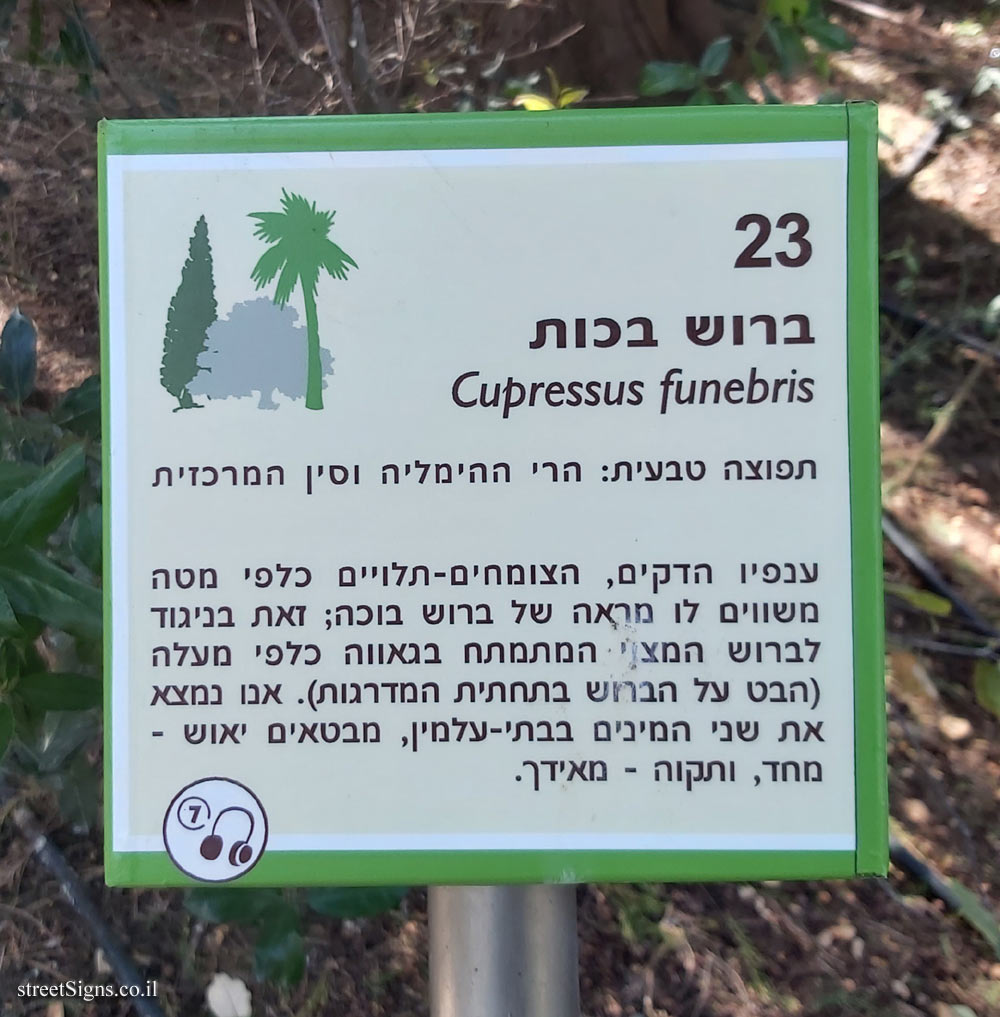 23
ברוש בכות
Cupressus funebris
תפוצה טבעית: הרי ההימליה וסין המרכזית
ענפיו הדקים, הצומחים-תלויים כלפי מטה
משווים לו מראה של ברוש בוכה; זאת בניגוד
לברוש המצוי המתמתח בגאווה כלפי מעלה
(הבט על הברוש בתחתית המדרגות). אנו נמצא
את שני המינים בבתי-עלמין, מבטאים יאוש -
מחד, ותקוה - מאידך.
7
streetSigns.co.il